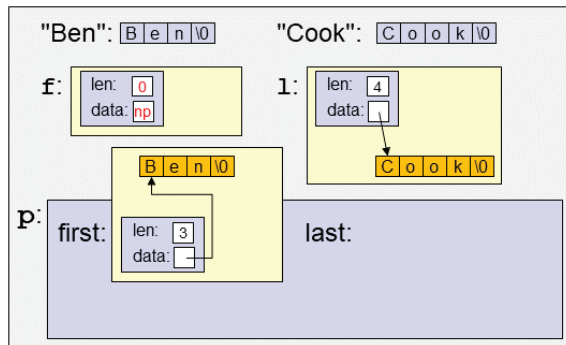 "Ben": B e n \0 "Cook": C o o k \0
f: len: 0 l: len: 4
data: np data:
C o o k \0
B e n \0
p: first: len: 3 last:
data: